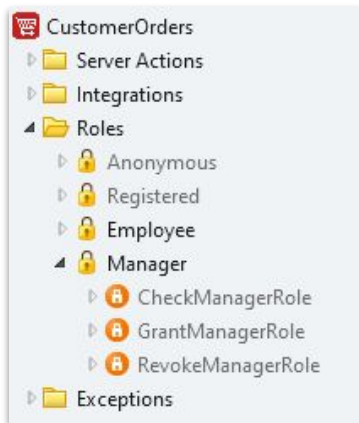 CustomerOrders
Server Actions
Integrations
Roles
Anonymous
Registered
Employee
Manager
CheckManagerRole
GrantManagerRole
RevokeManagerRole
Exceptions